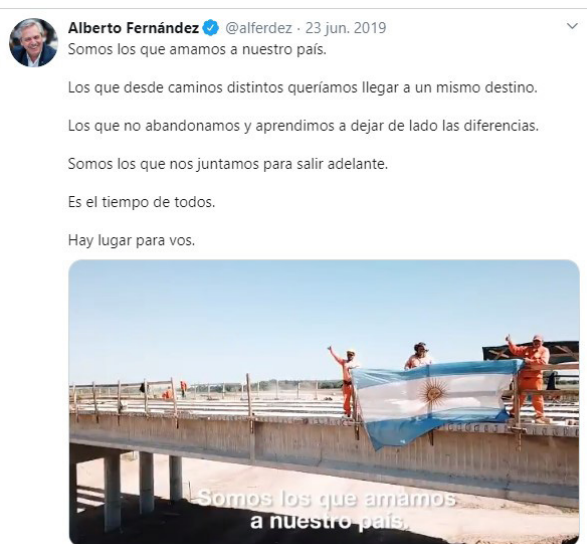 Alberto Fernández @alferdez · 23 jun. 2019
Somos los que amamos a nuestro país.
Los que desde caminos distintos queríamos llegar a un mismo destino.
Los que no abandonamos y aprendimos a dejar de lado las diferencias.
Somos los que nos juntamos para salir adelante.
Es el tiempo de todos.
Hay lugar para vos.
Somos los que amamos
a nuestro país.